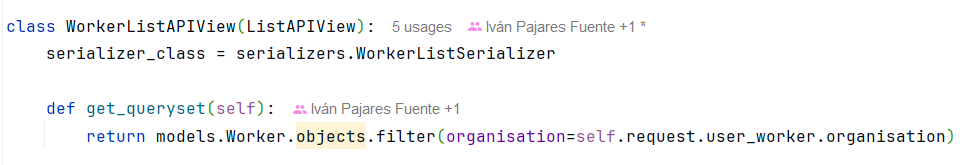 class WorkerListAPIView(ListAPIView): 5 usages Iván Pajares Fuente +1 *
serializer_class = serializers.WorkerListSerializer
def get_queryset(self): Iván Pajares Fuente +1
return models.Worker.objects.filter(organisation=self.request.user_worker.organisation)